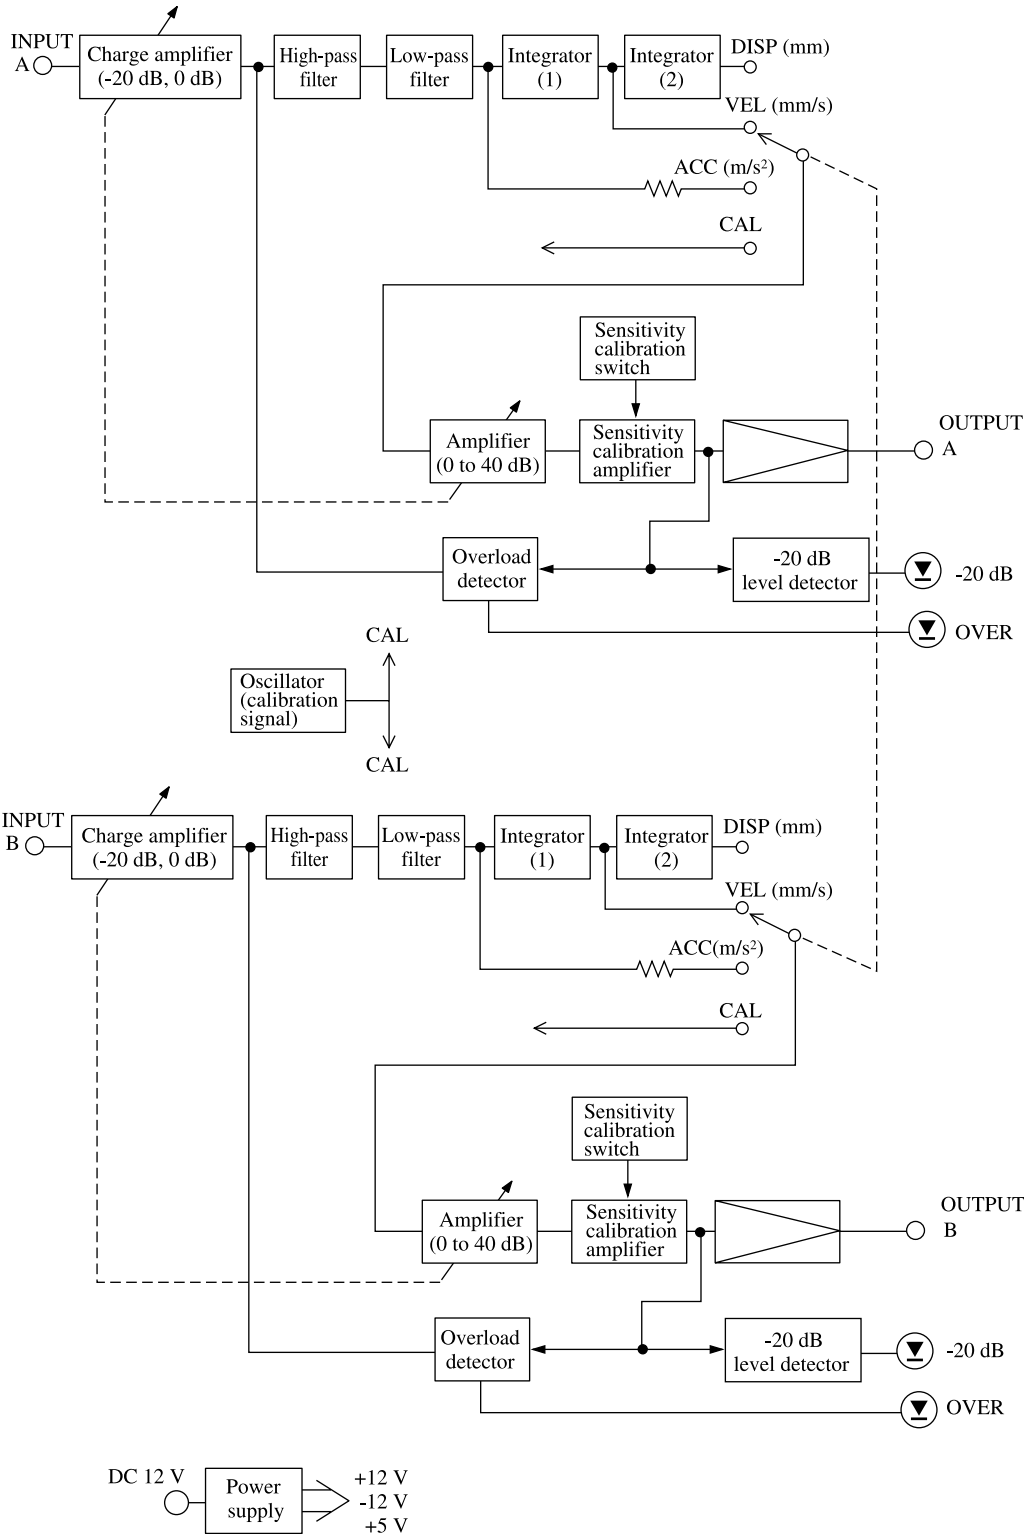 INPUT
A
Charge amplifier
(-20 dB, 0 dB)
High-pass
filter
Low-pass
filter
Integrator
(1)
Integrator
(2)
DISP (mm)
VEL (mm/s)
ACC (m/s²)
CAL
Sensitivity
calibration
switch
Amplifier
(0 to 40 dB)
Sensitivity
calibration
amplifier
OUTPUT
A
Overload
detector
-20 dB
level detector
-20 dB
OVER
CAL
Oscillator
(calibration
signal)
CAL
INPUT
B
Charge amplifier
(-20 dB, 0 dB)
High-pass
filter
Low-pass
filter
Integrator
(1)
Integrator
(2)
DISP (mm)
VEL (mm/s)
ACC(m/s²)
CAL
Sensitivity
calibration
switch
Amplifier
(0 to 40 dB)
Sensitivity
calibration
amplifier
OUTPUT
B
Overload
detector
-20 dB
level detector
-20 dB
OVER
DC 12 V
Power
supply
+12 V
-12 V
+5 V